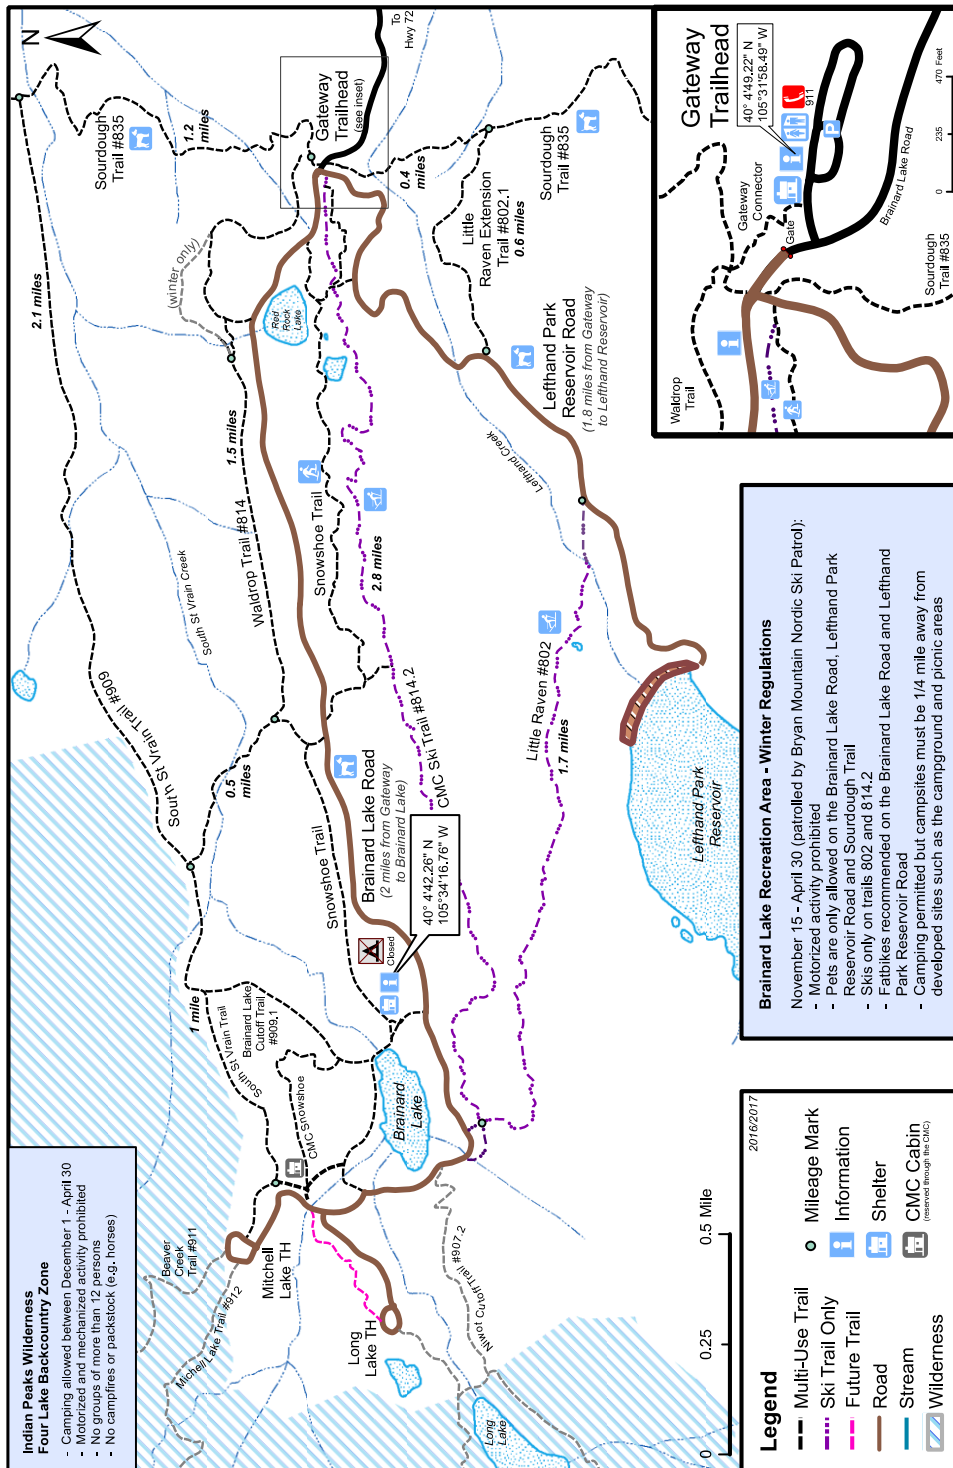 Indian Peaks Wilderness
Four Lake Backcountry Zone
- Camping allowed between December 1 - April 30
- Motorized and mechanized activity prohibited
- No groups of more than 12 persons
- No campfires or packstock (e.g. horses)
N
To
Hwy 72
Sourdough
Trail #835
1.2
miles
2.1 miles
Gateway
Trailhead
(see inset)
0.4
miles
Sourdough
Trail #835
Little
Raven Extension
Trail #802.1
0.6 miles
(winter only)
Red
Rock
Lake
Lefthand Park
Reservoir Road
(1.8 miles from Gateway
to Lefthand Reservoir)
Lefthand Creek
1.5 miles
Waldrop Trail #814
Snowshoe Trail
2.8 miles
CMC Ski Trail #814.2
South St Vrain Creek
South St Vrain Trail #909
0.5
miles
Little Raven #802
1.7 miles
Lefthand Park
Reservoir
Brainard Lake Road
(2 miles from Gateway
to Brainard Lake)
Snowshoe Trail
40° 4'42.26" N
105°34'16.76" W
Closed
1 mile
Brainard Lake
Cutoff Trail
#909.1
South St Vrain Trail
CMC Snowshoe
Brainard
Lake
Beaver
Creek
Trail #911
Mitchell
Lake TH
Michell Lake Trail #912
Long
Lake TH
Niwot Cutoff Trail #907.2
Long
Lake
Gateway
Trailhead
40° 4'49.22" N
105°31'58.49" W
911
P
Gateway
Connector
Gate
Waldrop
Trail
Brainard Lake Road
Sourdough
Trail #835
0 235 470 Feet
Brainard Lake Recreation Area - Winter Regulations
November 15 - April 30 (patrolled by Bryan Mountain Nordic Ski Patrol):
- Motorized activity prohibited
- Pets are only allowed on the Brainard Lake Road, Lefthand Park
Reservoir Road and Sourdough Trail
- Skis only on trails 802 and 814.2
- Fatbikes recommended on the Brainard Lake Road and Lefthand
Park Reservoir Road
- Camping permitted but campsites must be 1/4 mile away from
developed sites such as the campground and picnic areas
0 0.25 0.5 Mile
2016/2017
Legend
Multi-Use Trail
Ski Trail Only
Future Trail
Road
Stream
Wilderness
Mileage Mark
Information
Shelter
CMC Cabin
(reserved through the CMC)